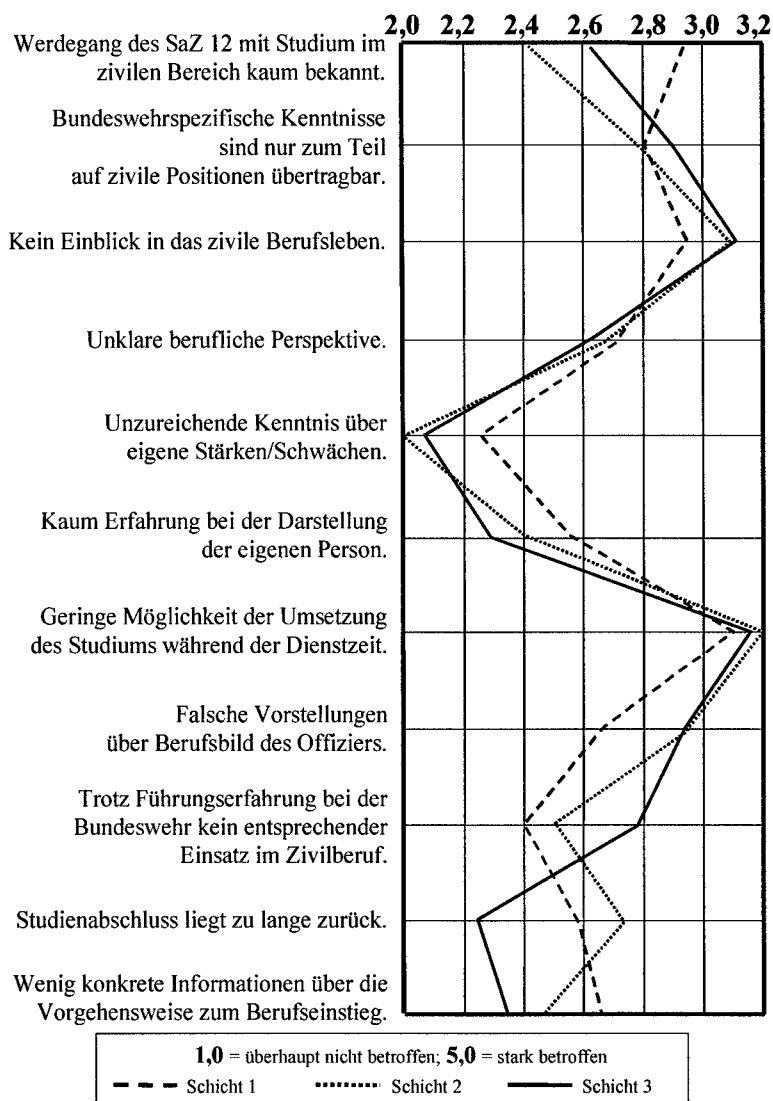 2,0 2,2 2,4 2,6 2,8 3,0 3,2
Werdegang des SaZ 12 mit Studium im
zivilen Bereich kaum bekannt.
Bundeswehrspezifische Kenntnisse
sind nur zum Teil
auf zivile Positionen übertragbar.
Kein Einblick in das zivile Berufsleben.
Unklare berufliche Perspektive.
Unzureichende Kenntnis über
eigene Stärken/Schwächen.
Kaum Erfahrung bei der Darstellung
der eigenen Person.
Geringe Möglichkeit der Umsetzung
des Studiums während der Dienstzeit.
Falsche Vorstellungen
über Berufsbild des Offiziers.
Trotz Führungserfahrung bei der
Bundeswehr kein entsprechender
Einsatz im Zivilberuf.
Studienabschluss liegt zu lange zurück.
Wenig konkrete Informationen über die
Vorgehensweise zum Berufseinstieg.
1,0 = überhaupt nicht betroffen; 5,0 = stark betroffen
Schicht 1 Schicht 2 Schicht 3